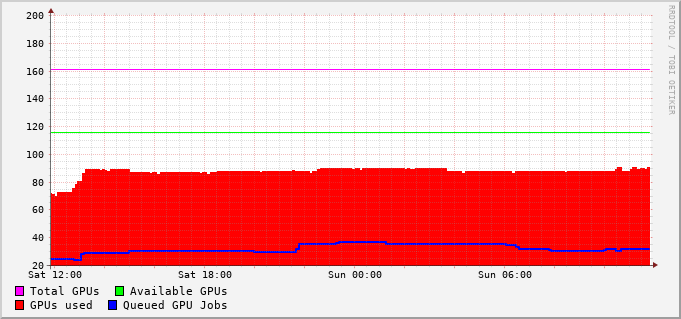 200
180
160
140
120
100
80
60
40
20
Sat 12:00 Sat 18:00 Sun 00:00 Sun 06:00
Total GPUs Available GPUs
GPUs used Queued GPU Jobs
RRDTOOL / TOBI OETIKER